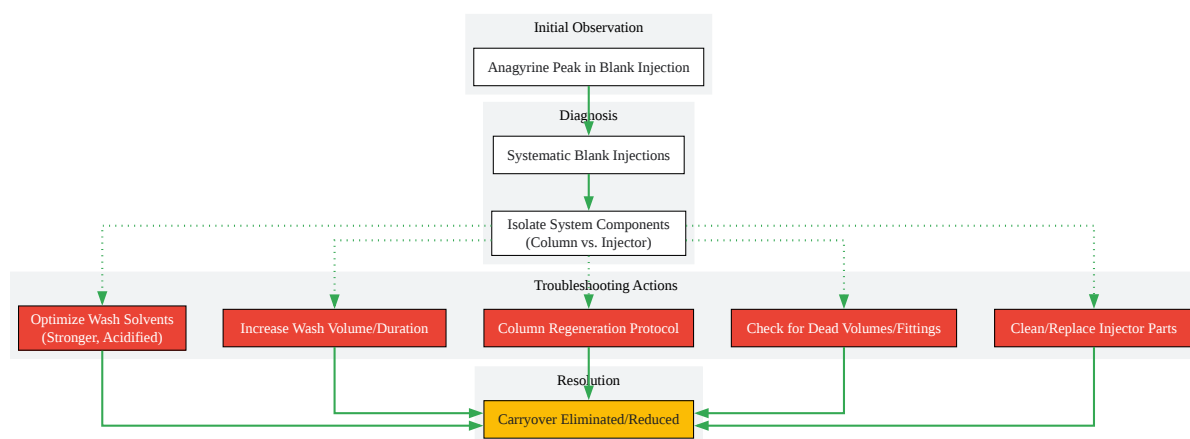 Initial Observation
Anagyrine Peak in Blank Injection
Diagnosis
Systematic Blank Injections
Isolate System Components
(Column vs. Injector)
Troubleshooting Actions
Optimize Wash Solvents
(Stronger, Acidified)
Increase Wash Volume/Duration
Column Regeneration Protocol
Check for Dead Volumes/Fittings
Clean/Replace Injector Parts
Resolution
Carryover Eliminated/Reduced